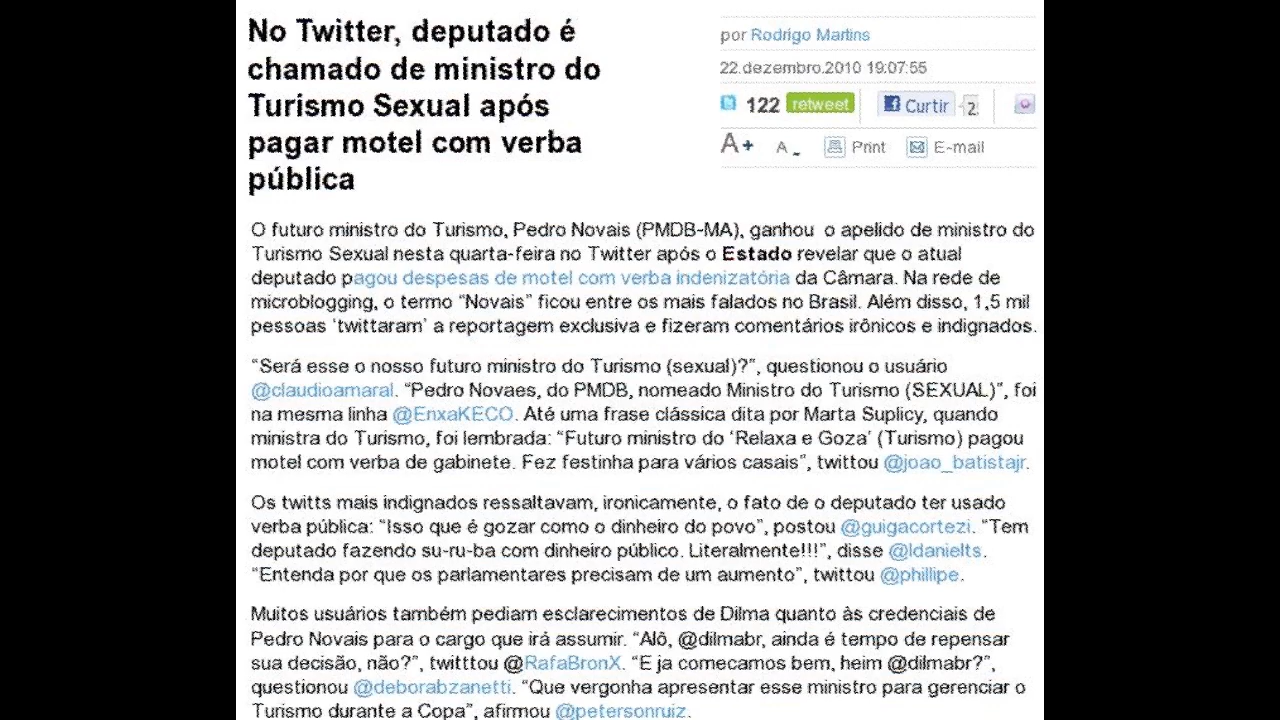 No Twitter, deputado é
chamado de ministro do
Turismo Sexual após
pagar motel com verba
pública
por Rodrigo Martins
22.dezembro.2010 19:07:55
122 retweet Curtir 2
A+ A- Print E-mail
O futuro ministro do Turismo, Pedro Novais (PMDB-MA), ganhou o apelido de ministro do
Turismo Sexual nesta quarta-feira no Twitter após o Estado revelar que o atual
deputado pagou despesas de motel com verba indenizatória da Câmara. Na rede de
microblogging, o termo “Novais” ficou entre os mais falados no Brasil. Além disso, 1,5 mil
pessoas ‘twittaram’ a reportagem exclusiva e fizeram comentários irônicos e indignados.
“Será esse o nosso futuro ministro do Turismo (sexual)?”, questionou o usuário
@claudioamaral. “Pedro Novaes, do PMDB, nomeado Ministro do Turismo (SEXUAL)”, foi
na mesma linha @EnxaKECO. Até uma frase clássica dita por Marta Suplicy, quando
ministra do Turismo, foi lembrada: “Futuro ministro do ‘Relaxa e Goza’ (Turismo) pagou
motel com verba de gabinete. Fez festinha para vários casais”, twittou @joao_batistajr.
Os twitts mais indignados ressaltavam, ironicamente, o fato de o deputado ter usado
verba pública: “Isso que é gozar como o dinheiro do povo”, postou @guigacortezi. “Tem
deputado fazendo su-ru-ba com dinheiro público. Literalmente!!!”, disse @ldanielts.
“Entenda por que os parlamentares precisam de um aumento”, twittou @phillipe.
Muitos usuários também pediam esclarecimentos de Dilma quanto às credenciais de
Pedro Novais para o cargo que irá assumir. “Alô, @dilmabr, ainda é tempo de repensar
sua decisão, não?”, twitttou @RafaBronX. “E ja comecamos bem, heim @dilmabr?”,
questionou @deborabzanetti. “Que vergonha apresentar esse ministro para gerenciar o
Turismo durante a Copa”, afirmou @petersonruiz.